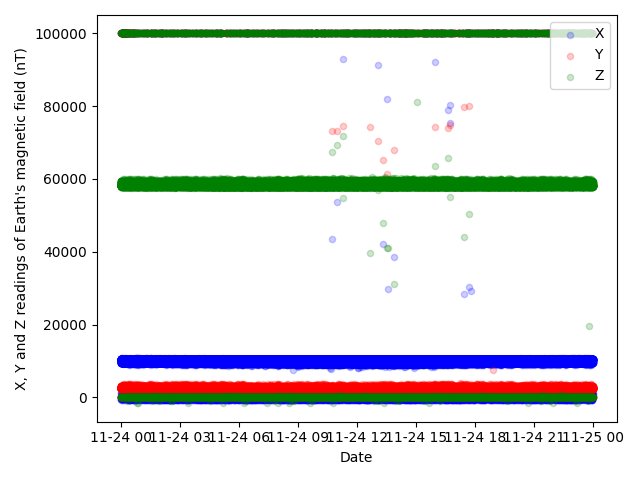 100000
80000
60000
40000
20000
0
X, Y and Z readings of Earth's magnetic field (nT)
X
Y
Z
11-24 00 11-24 03 11-24 06 11-24 09 11-24 12 11-24 15 11-24 18 11-24 21 11-25 00
Date